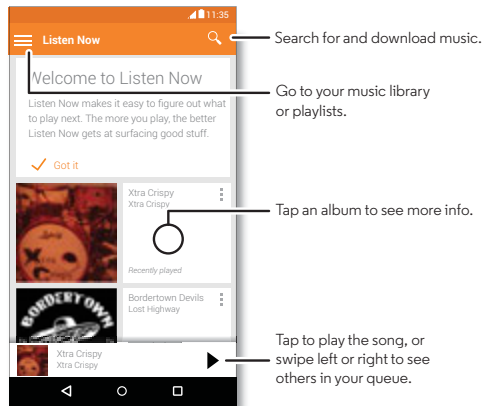 11:35
Listen Now
Search for and download music.
Welcome to Listen Now
Go to your music library
or playlists.
Listen Now makes it easy to figure out what
to play next. The more you play, the better
Listen Now gets at surfacing good stuff.
Got it
Xtra Crispy
Xtra Crispy
Tap an album to see more info.
Recently played
BORDERTOWN
Bordertown Devils
Lost Highway
Xtra Crispy
Xtra Crispy
Tap to play the song, or
swipe left or right to see
others in your queue.